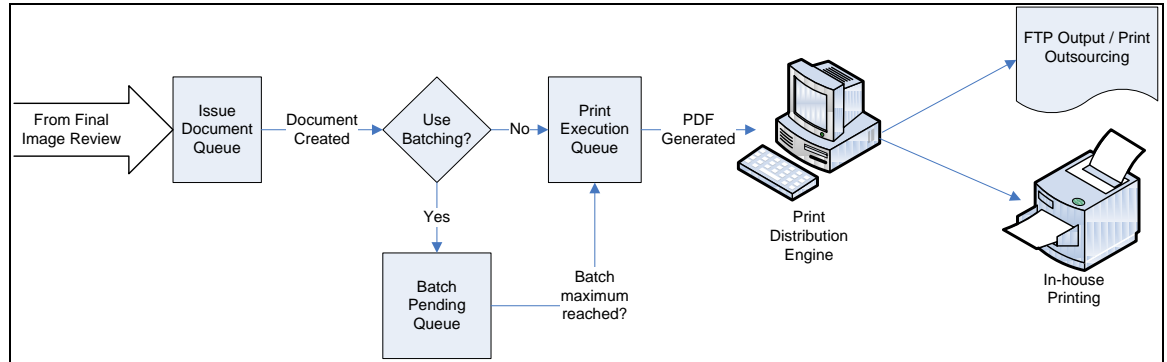 From Final
Image Review
Issue
Document
Queue
Document
Created
Use
Batching?
No
Yes
Batch
Pending
Queue
Batch
maximum
reached?
Print
Execution
Queue
PDF
Generated
Print
Distribution
Engine
FTP Output / Print
Outsourcing
In-house
Printing